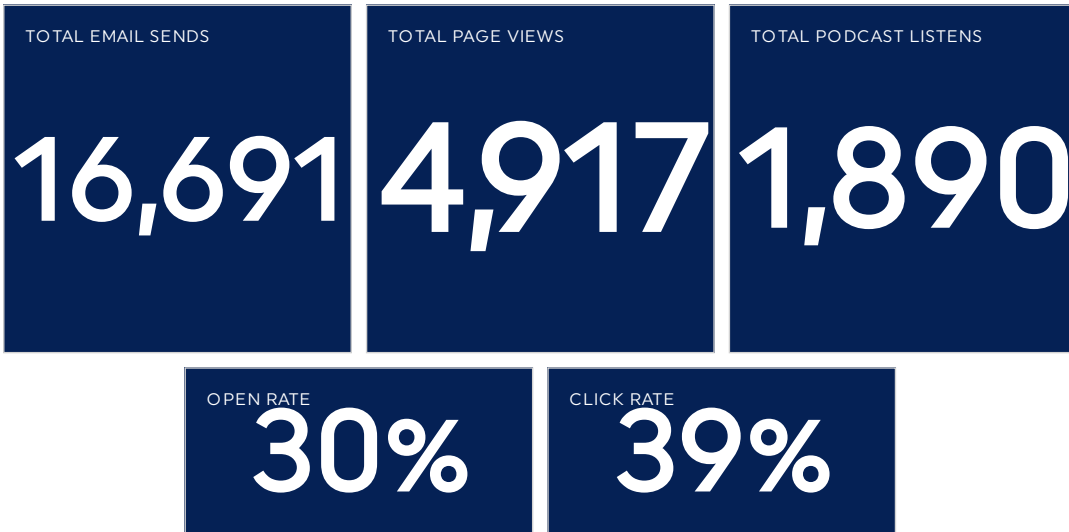 TOTAL EMAIL SENDS
16,691
TOTAL PAGE VIEWS
4,917
TOTAL PODCAST LISTENS
1,890
OPEN RATE
30%
CLICK RATE
39%